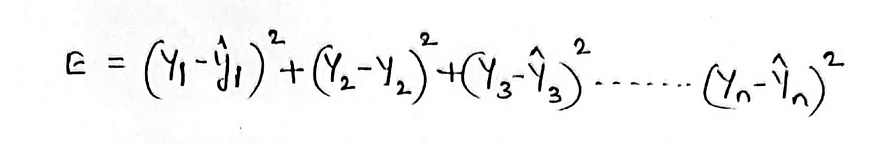 E = (Y₁-ŷ₁)²+(Y₂-Y₂)²+(Y₃-Ŷ₃)².......(Yₙ-Ŷₙ)²